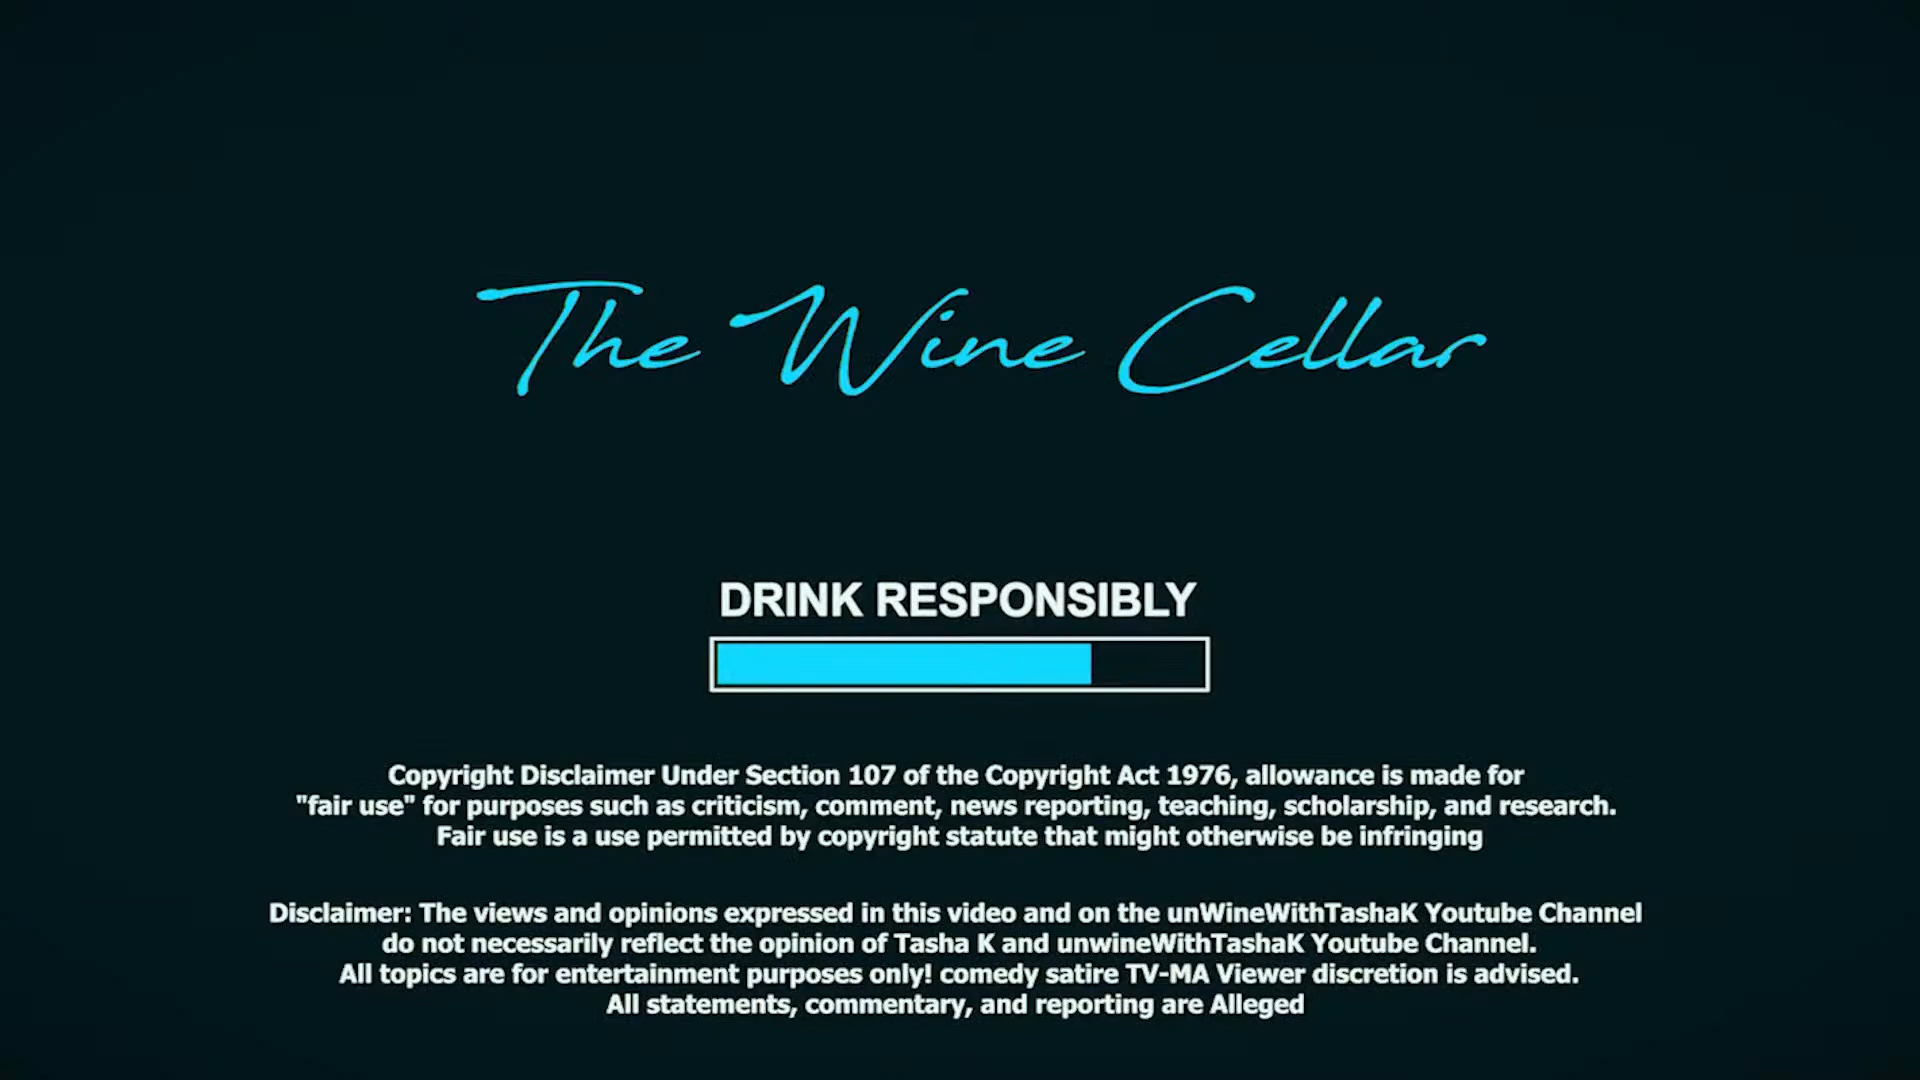 The Wine Cellar
DRINK RESPONSIBLY
Copyright Disclaimer Under Section 107 of the Copyright Act 1976, allowance is made for
"fair use" for purposes such as criticism, comment, news reporting, teaching, scholarship, and research.
Fair use is a use permitted by copyright statute that might otherwise be infringing
Disclaimer: The views and opinions expressed in this video and on the unWineWithTashaK Youtube Channel
do not necessarily reflect the opinion of Tasha K and unwineWithTashaK Youtube Channel.
All topics are for entertainment purposes only! comedy satire TV-MA Viewer discretion is advised.
All statements, commentary, and reporting are Alleged